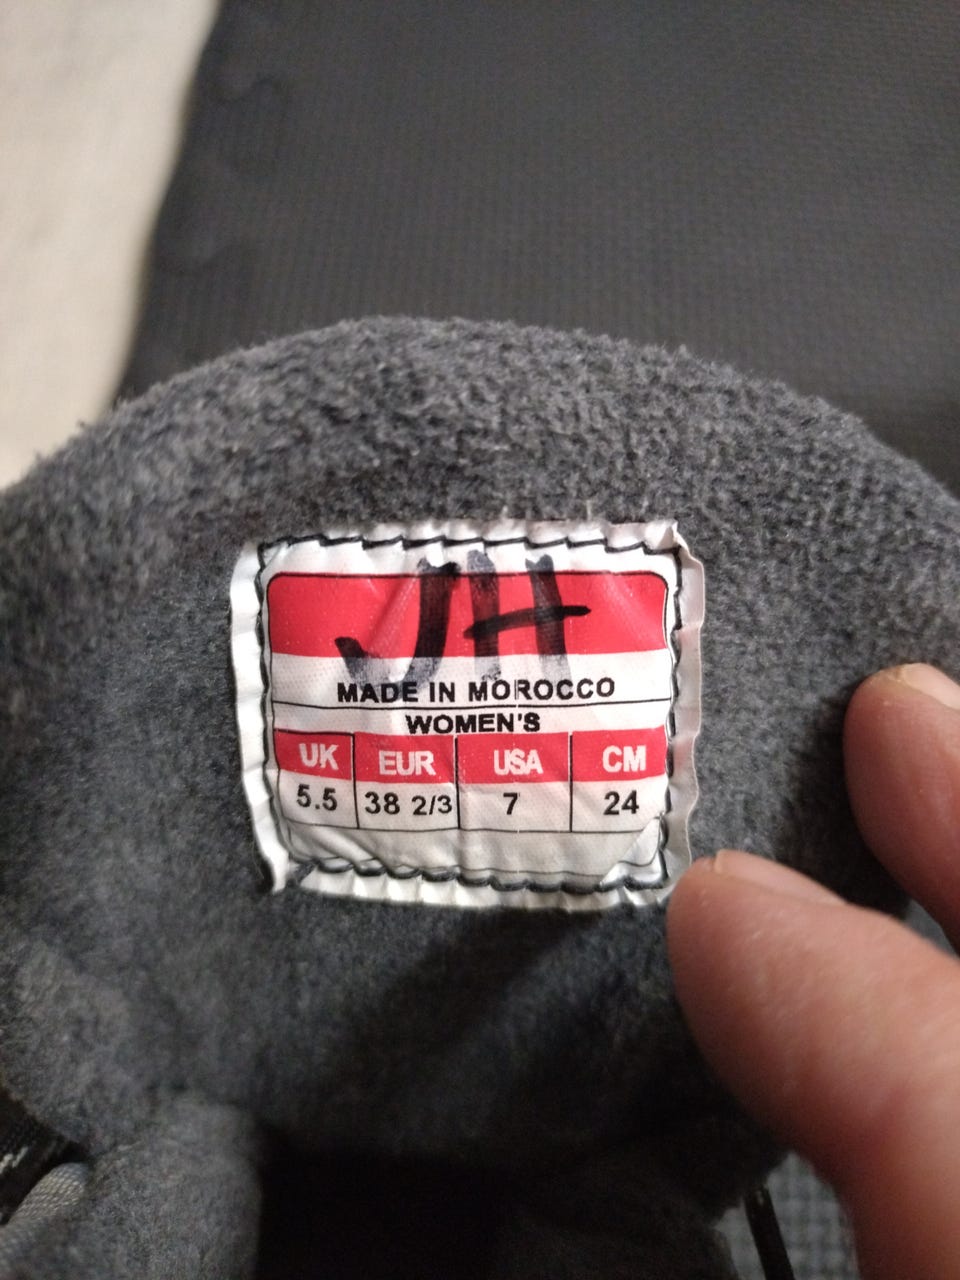 JH
MADE IN MOROCCO
WOMEN'S
UK EUR USA CM
5.5 38 2/3 7 24